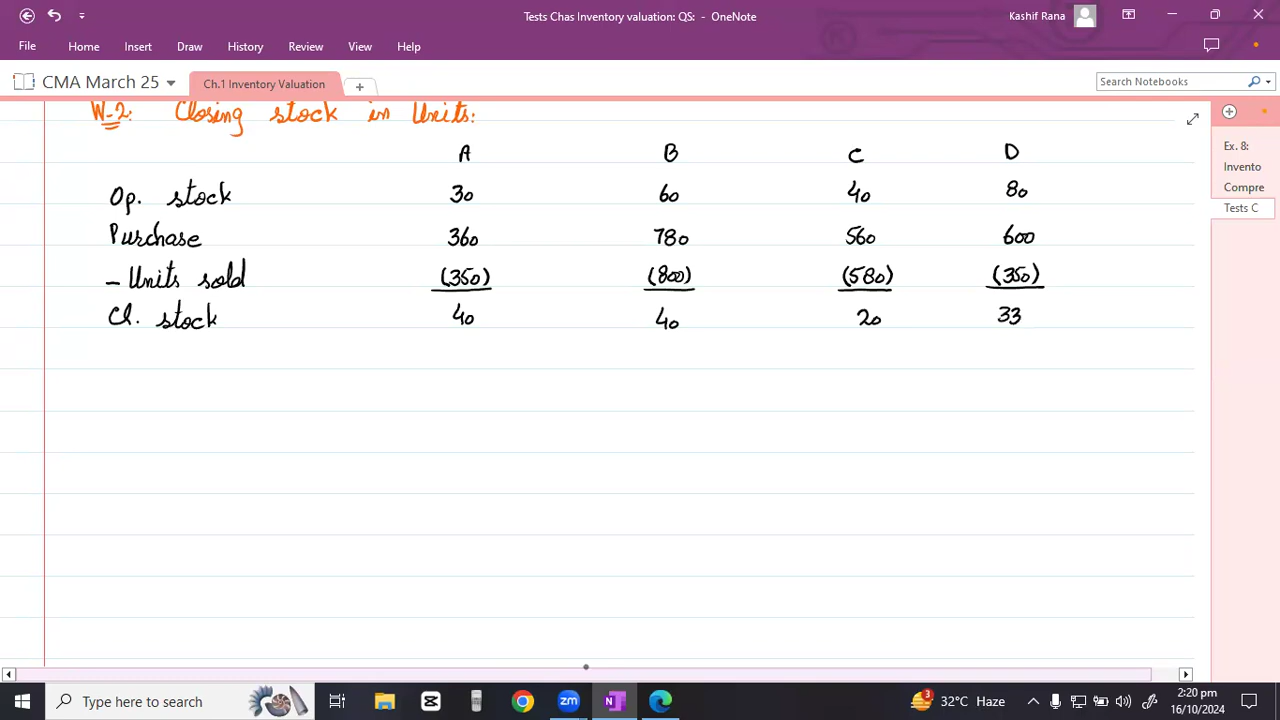 Tests Chas Inventory valuation: QS: - OneNote
Kashif Rana
File Home Insert Draw History Review View Help
CMA March 25
Ch.1 Inventory Valuation
Search Notebooks
W-2: Closing stock in Units:
A B C D
Op. stock 30 60 40 80
Purchase 360 780 560 600
- Units sold (350) (800) (580) (350)
Cl. stock 40 40 20 33
Ex. 8:
Invento
Compre
Tests C
Type here to search
3
32°C Haze
2:20 pm
16/10/2024